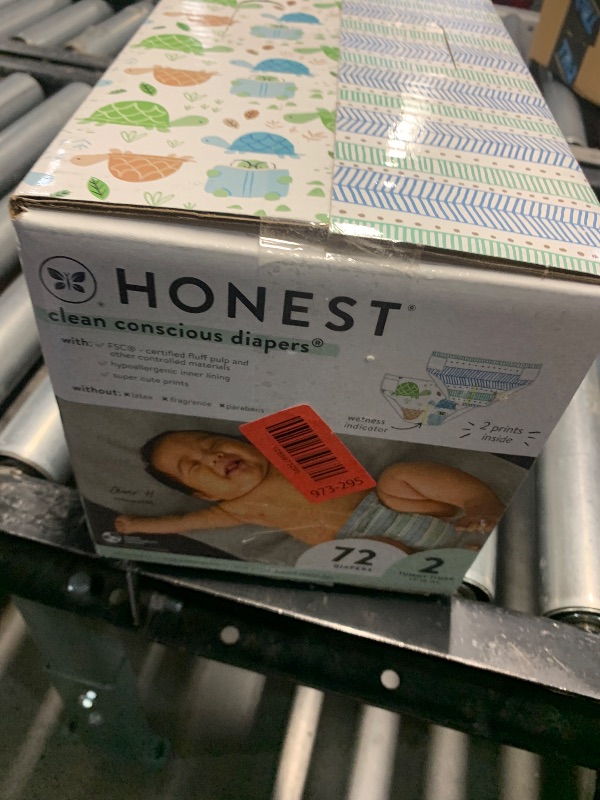 HONEST®
clean conscious diapers®
with: ✓ FSC® - certified fluff pulp and
other controlled materials
✓ hypoallergenic inner lining
✓ super cute prints
without: × latex × fragrance × parabens
wetness
indicator
2 prints
inside
973-295
72
DIAPERS
2